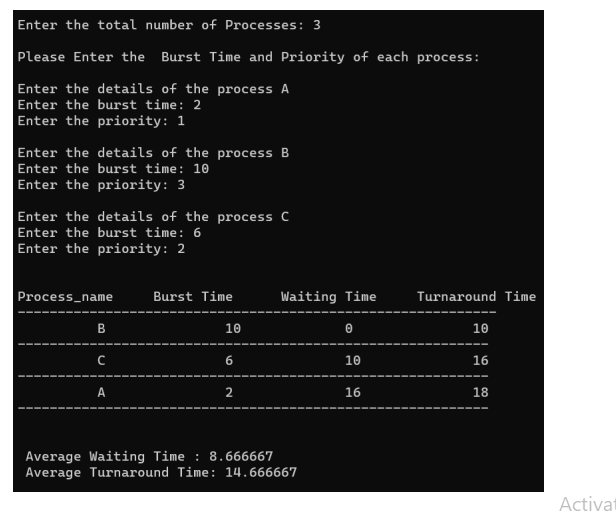 Enter the total number of Processes: 3
Please Enter the  Burst Time and Priority of each process:
Enter the details of the process A
Enter the burst time: 2
Enter the priority: 1
Enter the details of the process B
Enter the burst time: 10
Enter the priority: 3
Enter the details of the process C
Enter the burst time: 6
Enter the priority: 2
Process_name     Burst Time      Waiting Time     Turnaround Time
------------------------------------------------------------
B               10             0               10
------------------------------------------------------------
C               6              10              16
------------------------------------------------------------
A               2              16              18
------------------------------------------------------------
Average Waiting Time : 8.666667
Average Turnaround Time: 14.666667